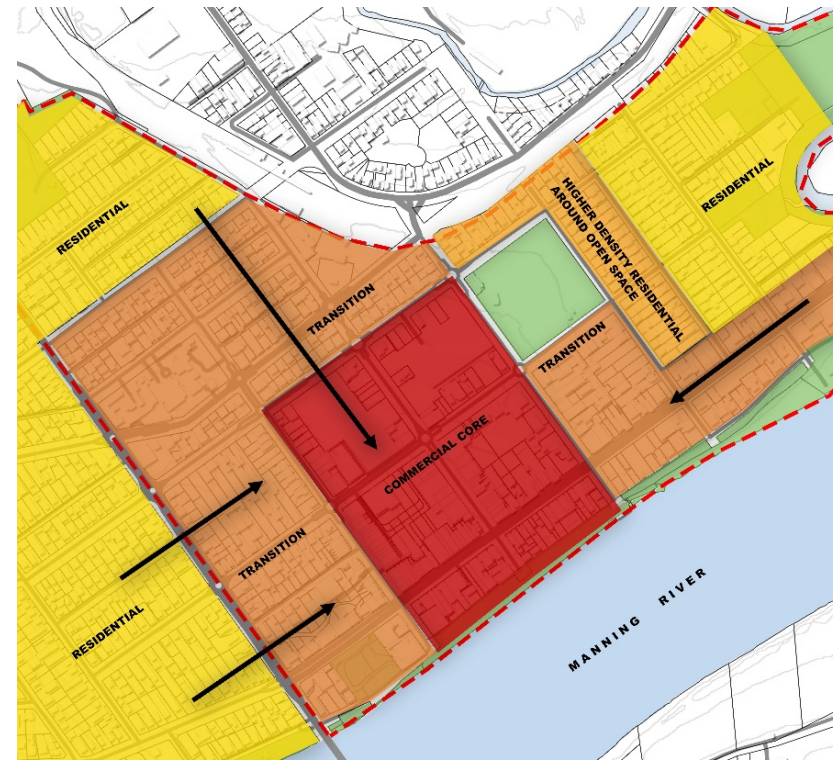 RESIDENTIAL
TRANSITION
HIGHER DENSITY RESIDENTIAL
AROUND OPEN SPACE
RESIDENTIAL
TRANSITION
COMMERCIAL CORE
TRANSITION
RESIDENTIAL
MANNING RIVER